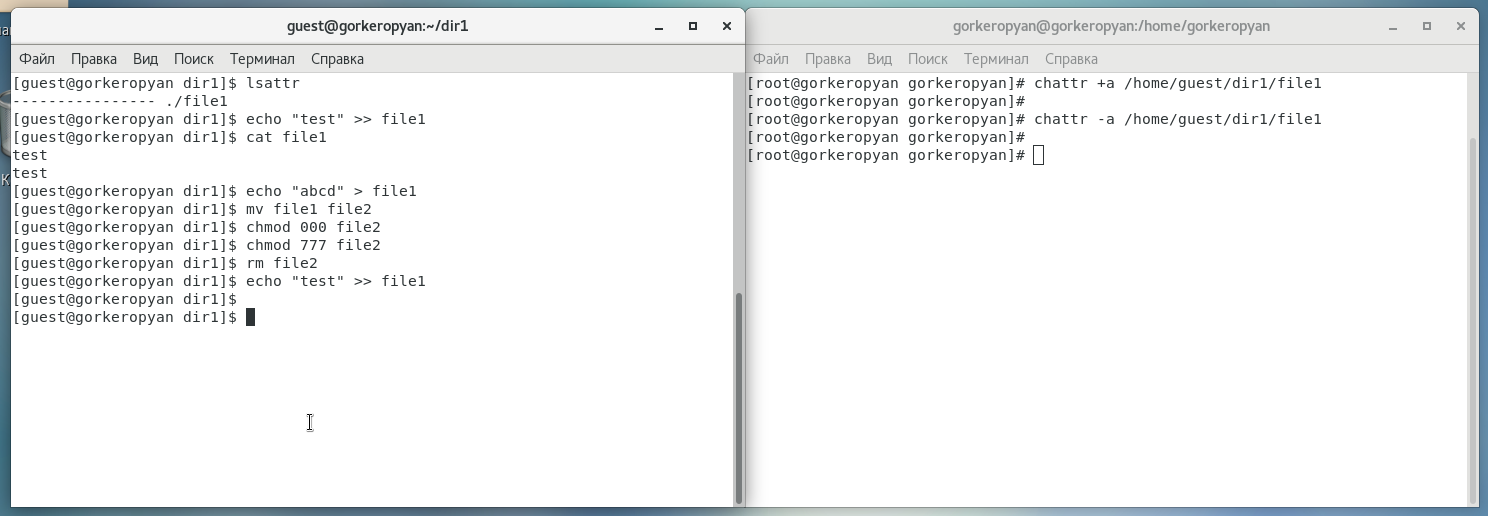 guest@gorkeropyan:~/dir1
Файл Правка Вид Поиск Терминал Справка
[guest@gorkeropyan dir1]$ lsattr
---------------- ./file1
[guest@gorkeropyan dir1]$ echo "test" >> file1
[guest@gorkeropyan dir1]$ cat file1
test
test
[guest@gorkeropyan dir1]$ echo "abcd" > file1
[guest@gorkeropyan dir1]$ mv file1 file2
[guest@gorkeropyan dir1]$ chmod 000 file2
[guest@gorkeropyan dir1]$ chmod 777 file2
[guest@gorkeropyan dir1]$ rm file2
[guest@gorkeropyan dir1]$ echo "test" >> file1
[guest@gorkeropyan dir1]$
[guest@gorkeropyan dir1]$
gorkeropyan@gorkeropyan:/home/gorkeropyan
Файл Правка Вид Поиск Терминал Справка
[root@gorkeropyan gorkeropyan]# chattr +a /home/guest/dir1/file1
[root@gorkeropyan gorkeropyan]#
[root@gorkeropyan gorkeropyan]# chattr -a /home/guest/dir1/file1
[root@gorkeropyan gorkeropyan]#
[root@gorkeropyan gorkeropyan]#